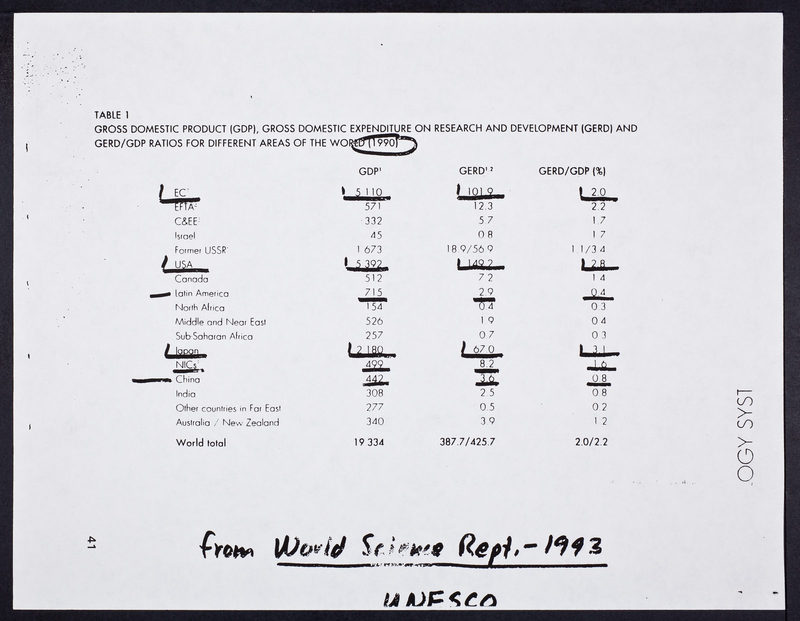 TABLE 1
GROSS DOMESTIC PRODUCT (GDP), GROSS DOMESTIC EXPENDITURE ON RESEARCH AND DEVELOPMENT (GERD) AND
GERD/GDP RATIOS FOR DIFFERENT AREAS OF THE WORLD (1990)
GDP¹ GERD¹ ² GERD/GDP (%)
EC 5 110 101.9 2.0
EFTA 571 12.3 2.2
C&EE 332 5.7 1.7
Israel 45 0.8 1.7
Former USSR 1 673 18.9/56.9 1.1/3.4
USA 5 392 149.2 2.8
Canada 512 7.2 1.4
Latin America 715 2.9 0.4
North Africa 154 0.4 0.3
Middle and Near East 526 1.9 0.4
Sub-Saharan Africa 257 0.7 0.3
Japan 2 180 67.0 3.1
NICs 499 8.2 1.6
China 442 3.6 0.8
India 308 2.5 0.8
Other countries in Far East 277 0.5 0.2
Australia / New Zealand 340 3.9 1.2
World total 19 334 387.7/425.7 2.0/2.2
OGY SYST
41
from World Science Rept. - 1993
UNESCO